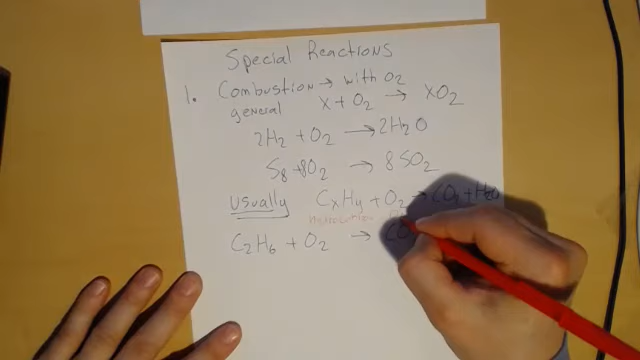 Special Reactions
1. Combustion → with O₂
general X + O₂ → XO₂
2H₂ + O₂ → 2H₂O
S₈ + 8O₂ → 8SO₂
Usually CₓHy + O₂ → CO₂ + H₂O
C₂H₆ + O₂ → CO